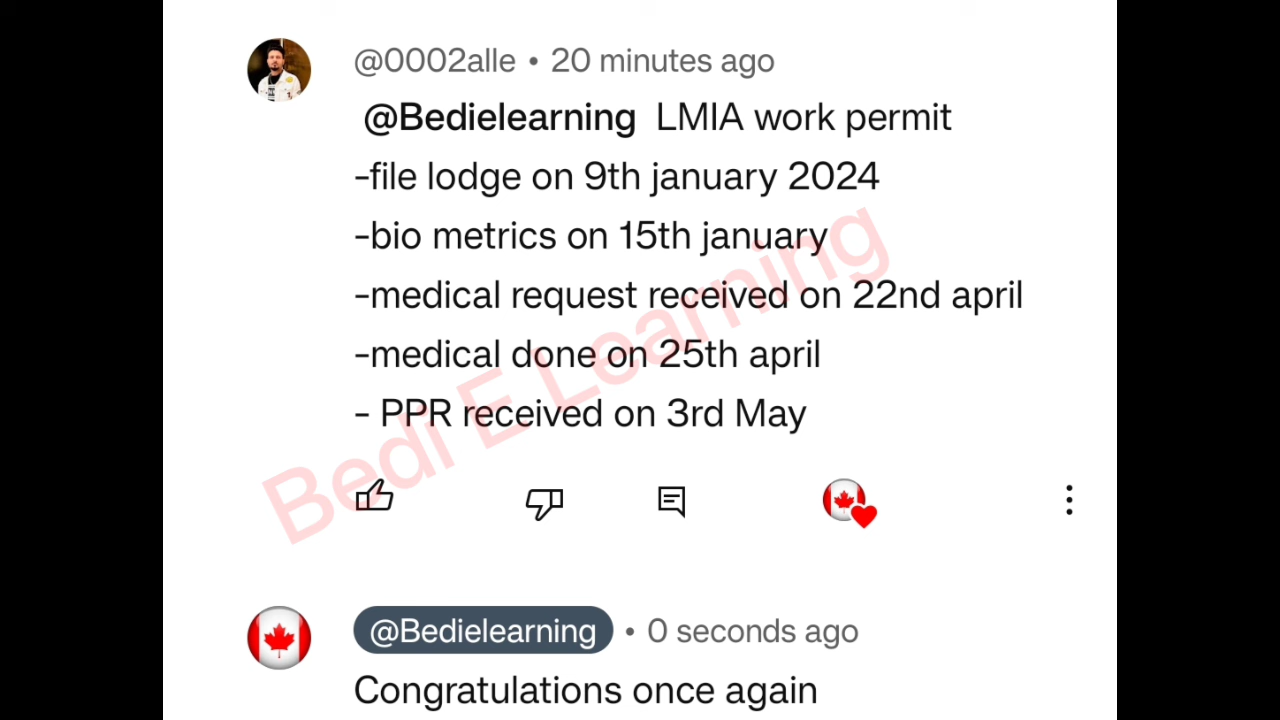 @0002alle • 20 minutes ago
@Bedielearning LMIA work permit
-file lodge on 9th january 2024
-bio metrics on 15th january
-medical request received on 22nd april
-medical done on 25th april
- PPR received on 3rd May
Bedi E Learning
@Bedielearning • 0 seconds ago
Congratulations once again